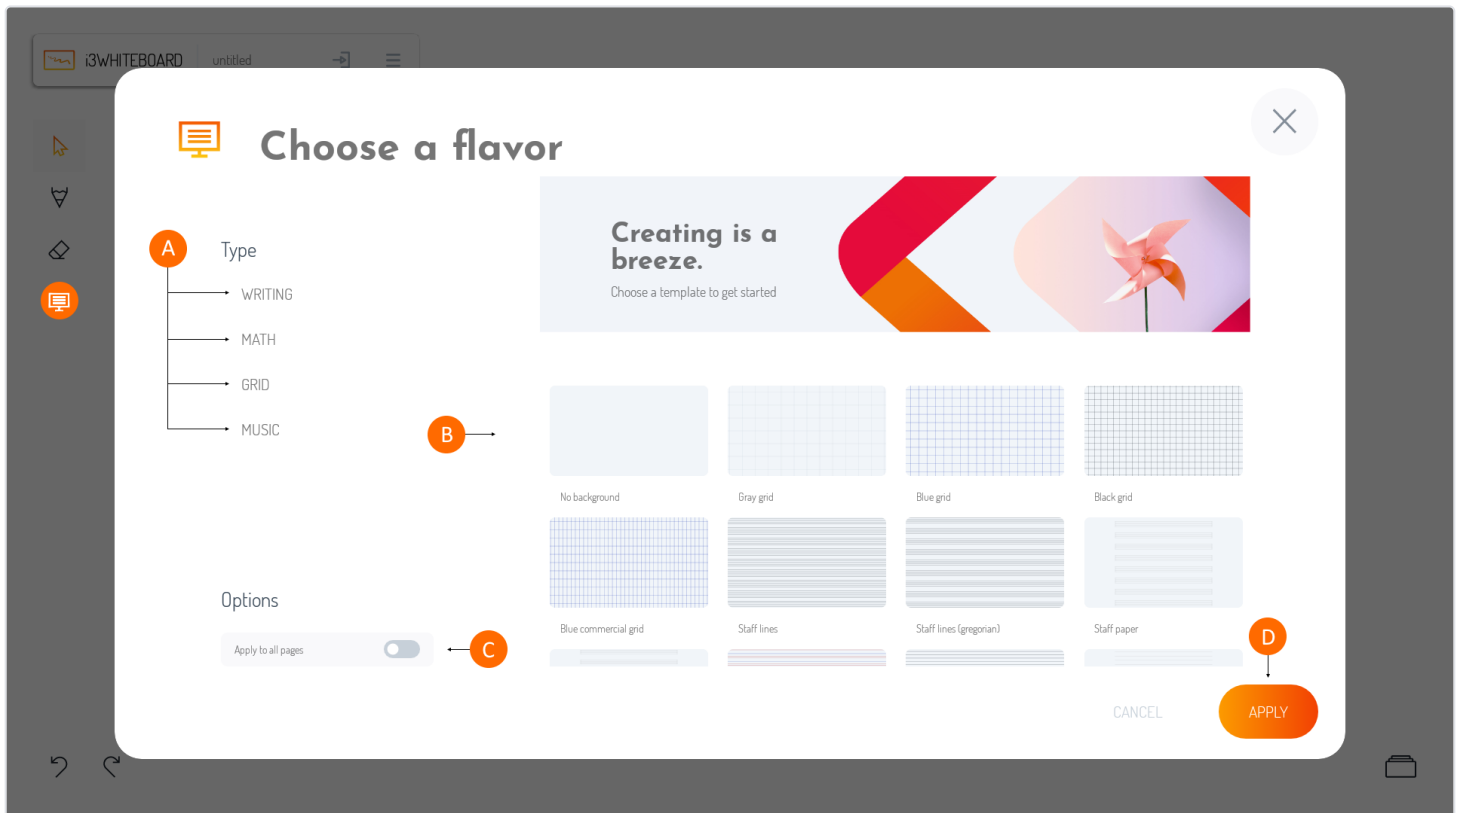 i3WHITEBOARD untitled
Choose a flavor
Creating is a
breeze.
Choose a template to get started
A Type
WRITING
MATH
GRID
MUSIC
B
No background Gray grid Blue grid Black grid
Blue commercial grid Staff lines Staff lines (gregorian) Staff paper
Options
Apply to all pages C
D
CANCEL APPLY